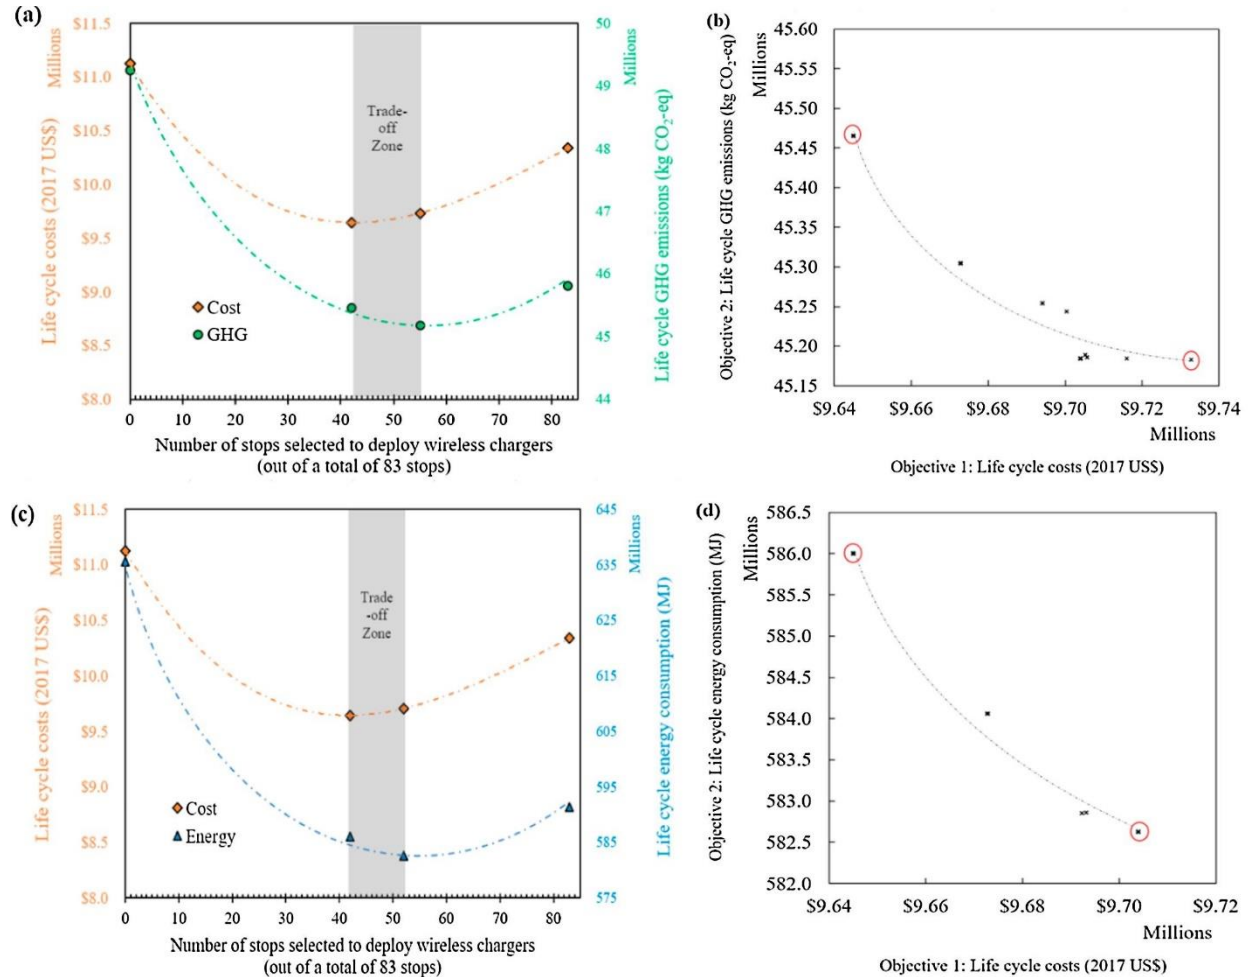 (a)
$11.5
$11.0
$10.5
$10.0
$9.5
$9.0
$8.5
$8.0
Life cycle costs (2017 US$)
Millions
Trade-
off
Zone
Cost
GHG
50
49
48
47
46
45
44
Millions
Life cycle GHG emissions (kg CO₂-eq)
0 10 20 30 40 50 60 70 80
Number of stops selected to deploy wireless chargers
(out of a total of 83 stops)
(b)
Objective 2: Life cycle GHG emissions (kg CO₂-eq)
Millions
45.60
45.55
45.50
45.45
45.40
45.35
45.30
45.25
45.20
45.15
$9.64 $9.66 $9.68 $9.70 $9.72 $9.74
Millions
Objective 1: Life cycle costs (2017 US$)
(c)
$11.5
$11.0
$10.5
$10.0
$9.5
$9.0
$8.5
$8.0
Life cycle costs (2017 US$)
Millions
Trade
-off
Zone
Cost
Energy
645
635
625
615
605
595
585
575
Millions
Life cycle energy consumption (MJ)
0 10 20 30 40 50 60 70 80
Number of stops selected to deploy wireless chargers
(out of a total of 83 stops)
(d)
Objective 2: Life cycle energy consumption (MJ)
Millions
586.5
586.0
585.5
585.0
584.5
584.0
583.5
583.0
582.5
582.0
$9.64 $9.66 $9.68 $9.70 $9.72
Millions
Objective 1: Life cycle costs (2017 US$)